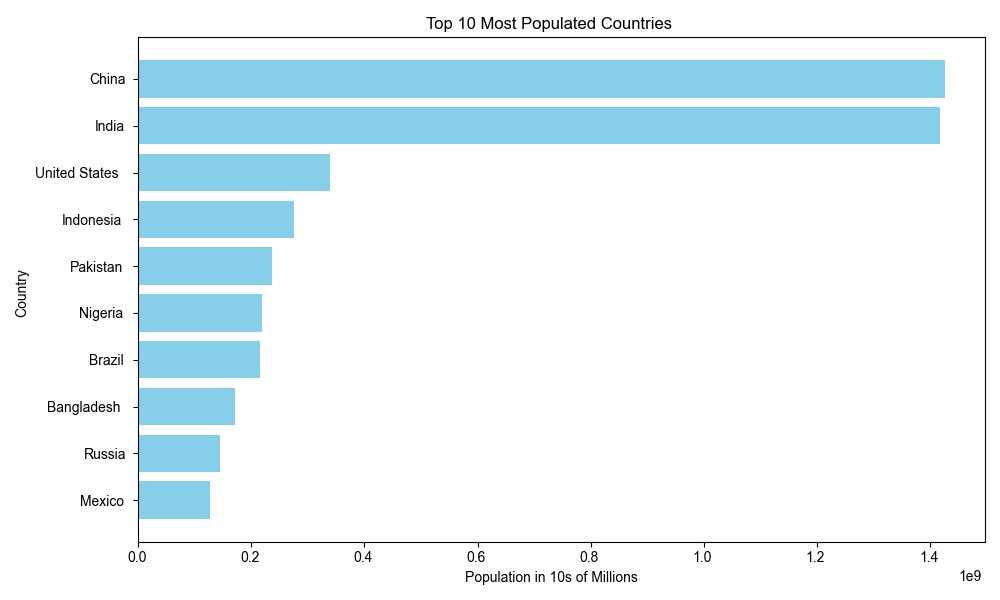 Top 10 Most Populated Countries
China
India
United States
Indonesia
Pakistan
Nigeria
Brazil
Bangladesh
Russia
Mexico
Country
0.0 0.2 0.4 0.6 0.8 1.0 1.2 1.4
1e9
Population in 10s of Millions